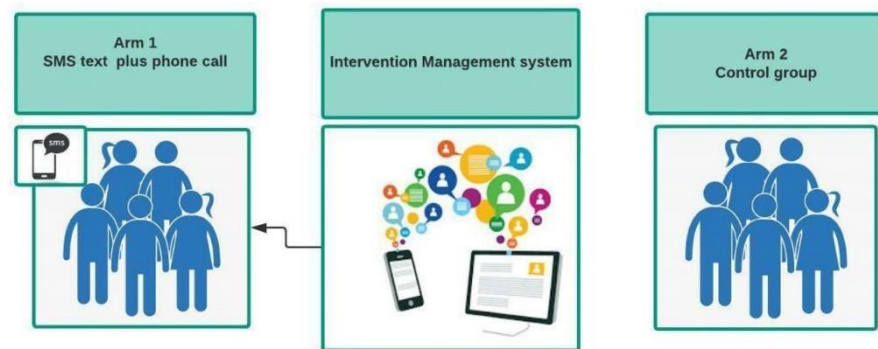 Arm 1
SMS text plus phone call
sms
Intervention Management system
Arm 2
Control group